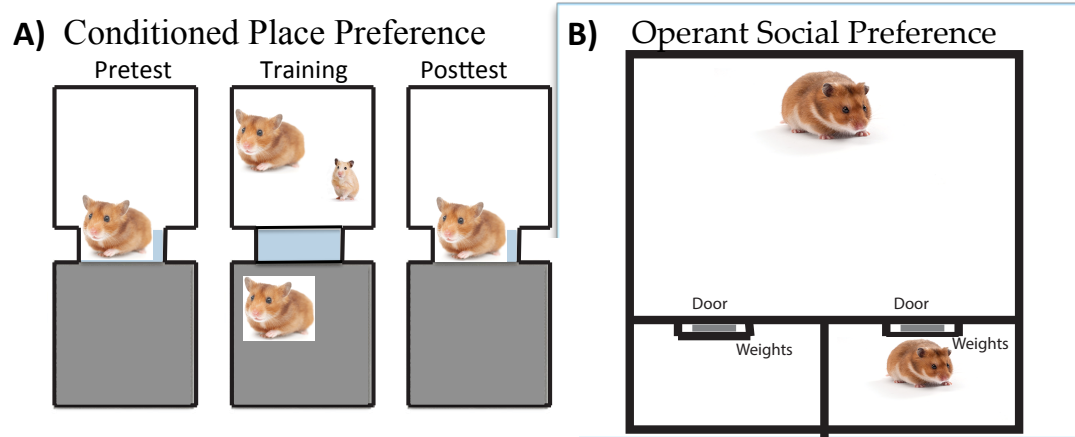 A) Conditioned Place Preference
Pretest Training Posttest
B) Operant Social Preference
Door Door
Weights Weights